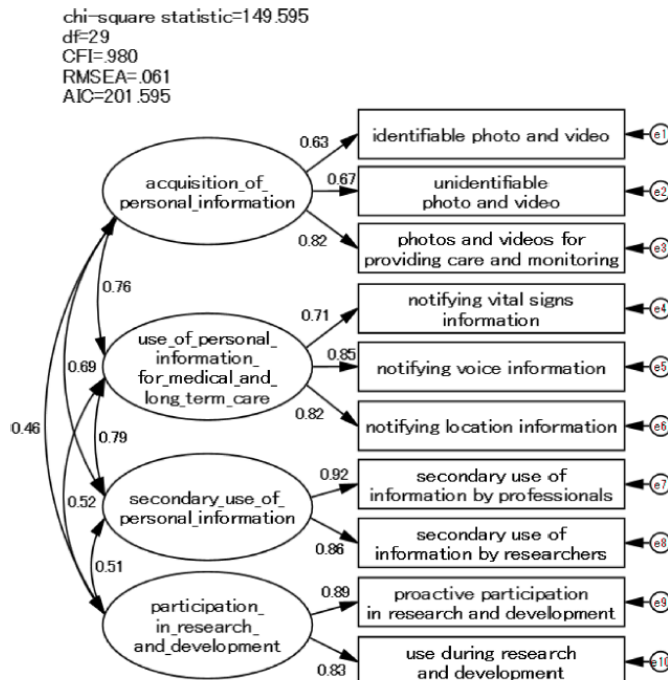 chi-square statistic=149.595
df=29
CFI=.980
RMSEA=.061
AIC=201.595
acquisition_of_
personal_information
0.63
identifiable photo and video
e1
0.67
unidentifiable
photo and video
e2
0.82
photos and videos for
providing care and monitoring
e3
0.76
use_of_personal_
information_
for_medical_and_
long_term_care
0.71
notifying vital signs
information
e4
0.85
notifying voice information
e5
0.82
notifying location information
e6
0.69
0.46
0.79
secondary_use_of_
personal_information
0.92
secondary use of
information by professionals
e7
0.86
secondary use of
information by researchers
e8
0.52
0.51
participation_
in_research_
and_development
0.89
proactive participation
in research and development
e9
0.83
use during research
and development
e10